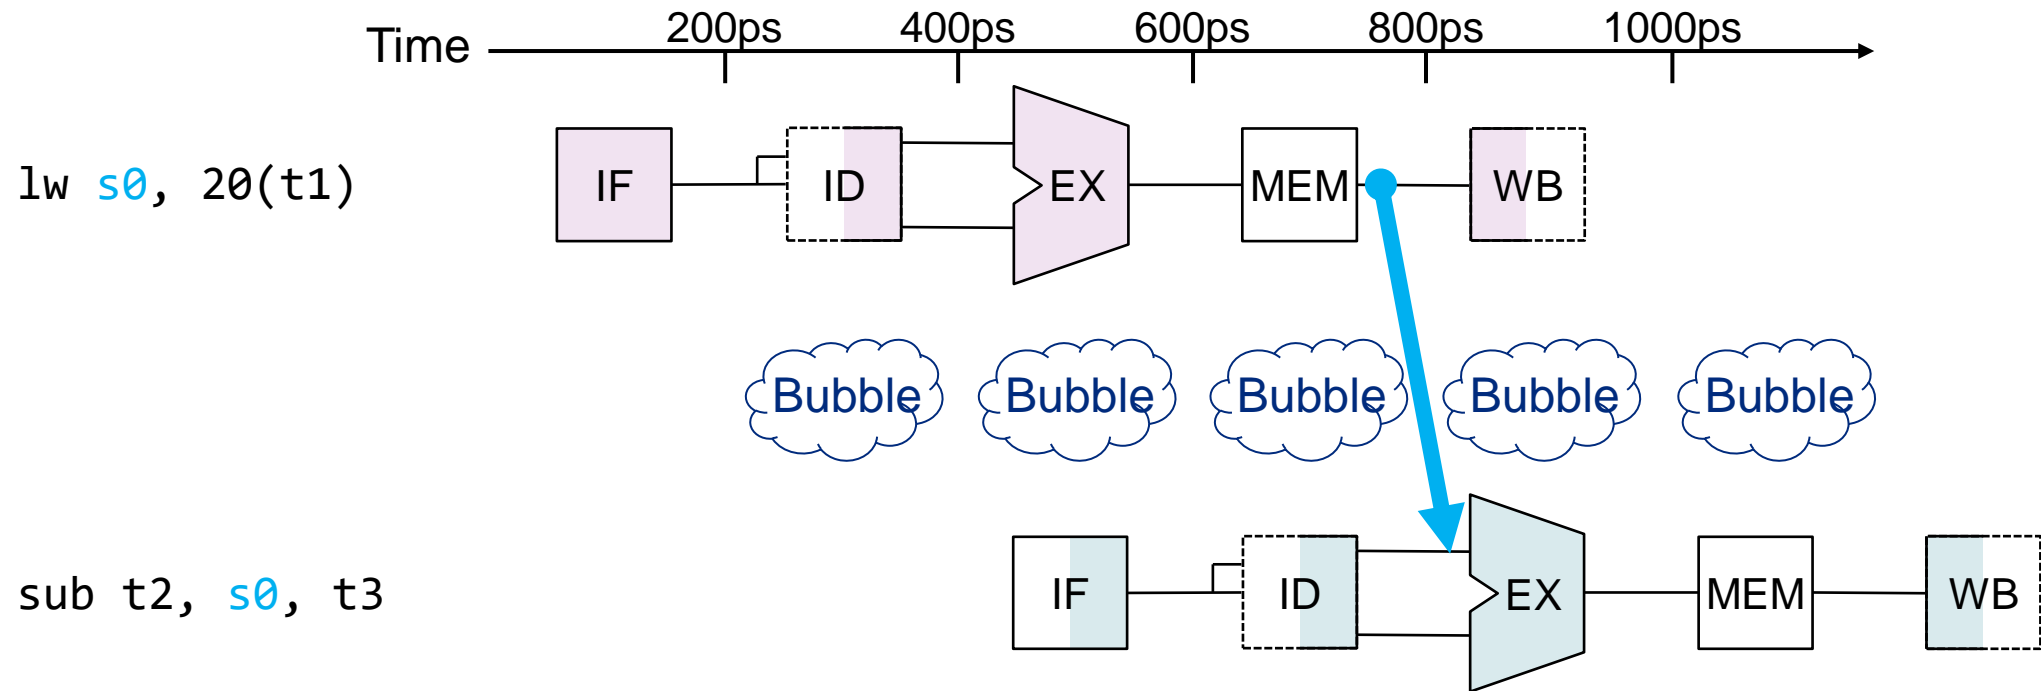 Time 200ps 400ps 600ps 800ps 1000ps
lw s0, 20(t1) IF ID EX MEM WB
Bubble Bubble Bubble Bubble Bubble
sub t2, s0, t3 IF ID EX MEM WB